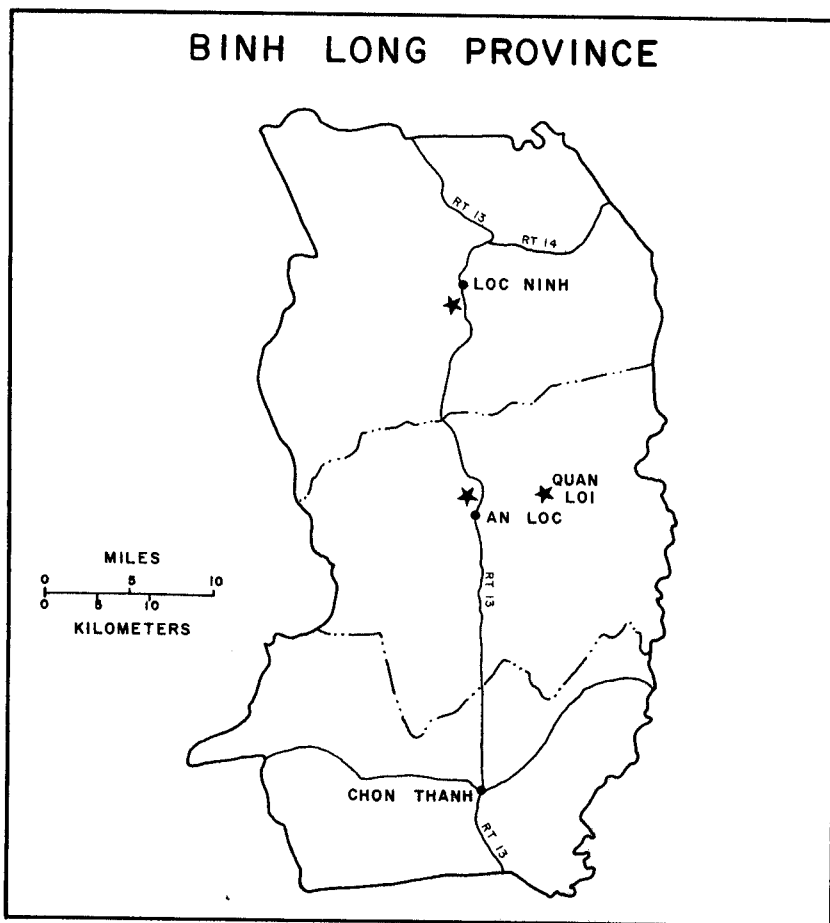 BINH LONG PROVINCE
RT 13
RT 14
LOC NINH
QUAN
LOI
AN LOC
MILES
0 5 10
0 5 10
KILOMETERS
RT 13
CHON THANH
RT 13